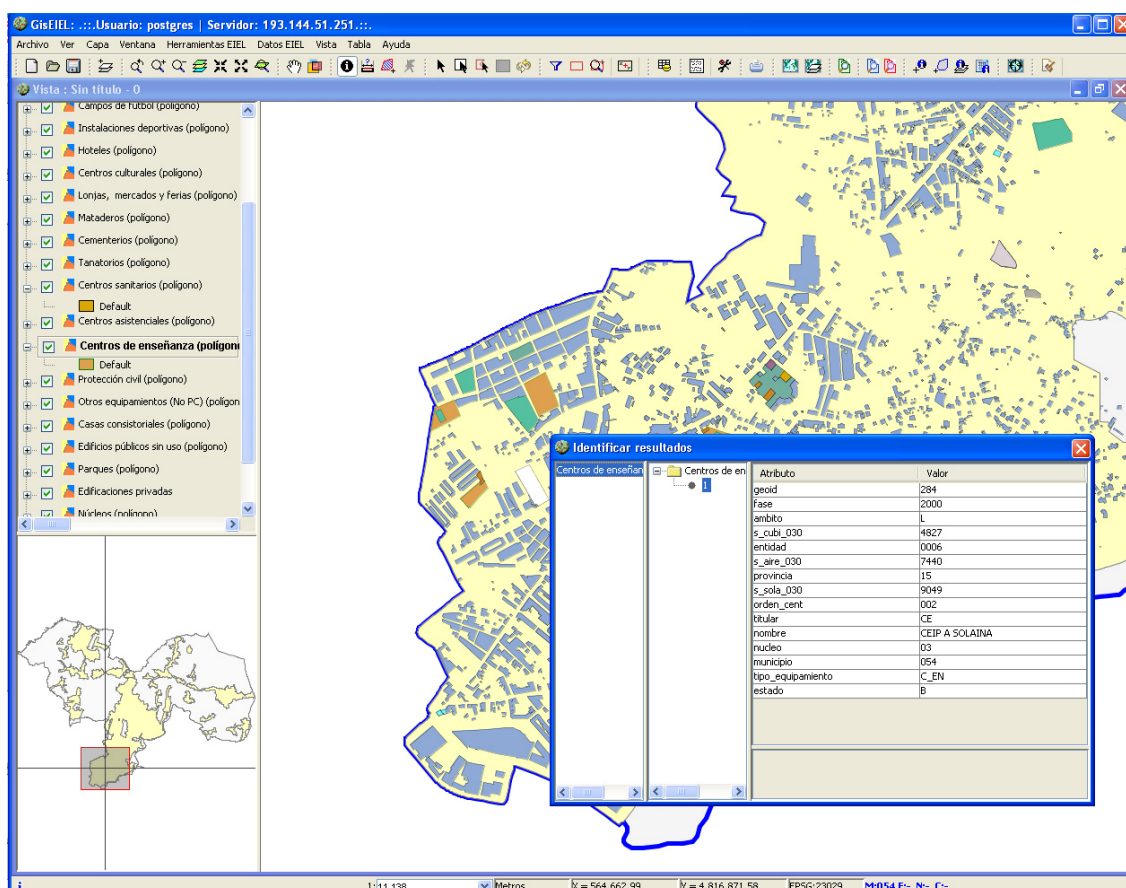 GisEIEL: .::.Usuario: postgres | Servidor: 193.144.51.251.::.
Archivo Ver Capa Ventana Herramientas EIEL Datos EIEL Vista Tabla Ayuda
Vista : Sin título - 0
Campos de futbol (polígono)
Instalaciones deportivas (polígono)
Hoteles (polígono)
Centros culturales (polígono)
Lonjas, mercados y ferias (polígono)
Mataderos (polígono)
Cementerios (polígono)
Tanatorios (polígono)
Centros sanitarios (polígono)
Default
Centros asistenciales (polígono)
Centros de enseñanza (polígon
Default
Protección civil (polígono)
Otros equipamientos (No PC) (polígon
Casas consistoriales (polígono)
Edificios públicos sin uso (polígono)
Parques (polígono)
Edificaciones privadas
Núcleos (polígono)
Identificar resultados
Centros de enseñan
Centros de en
1
Atributo Valor
geoid 284
fase 2000
ambito L
s_cubi_030 4827
entidad 0006
s_aire_030 7440
provincia 15
s_sola_030 9049
orden_cent 002
titular CE
nombre CEIP A SOLAINA
nucleo 03
municipio 054
tipo_equipamiento C_EN
estado B
1: 11.138 Metros X = 564.662,99 Y = 4.816.871,58 EPSG:23029 M:054 E:- N:- C:-